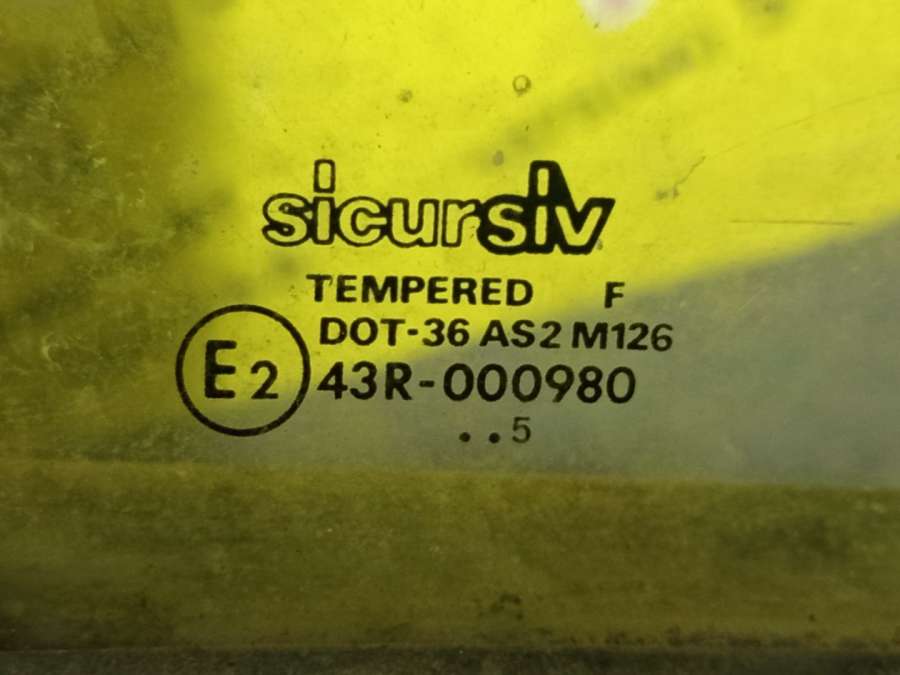 sicursiv
TEMPERED F
DOT-36 AS2 M126
E2 43R-000980
..5